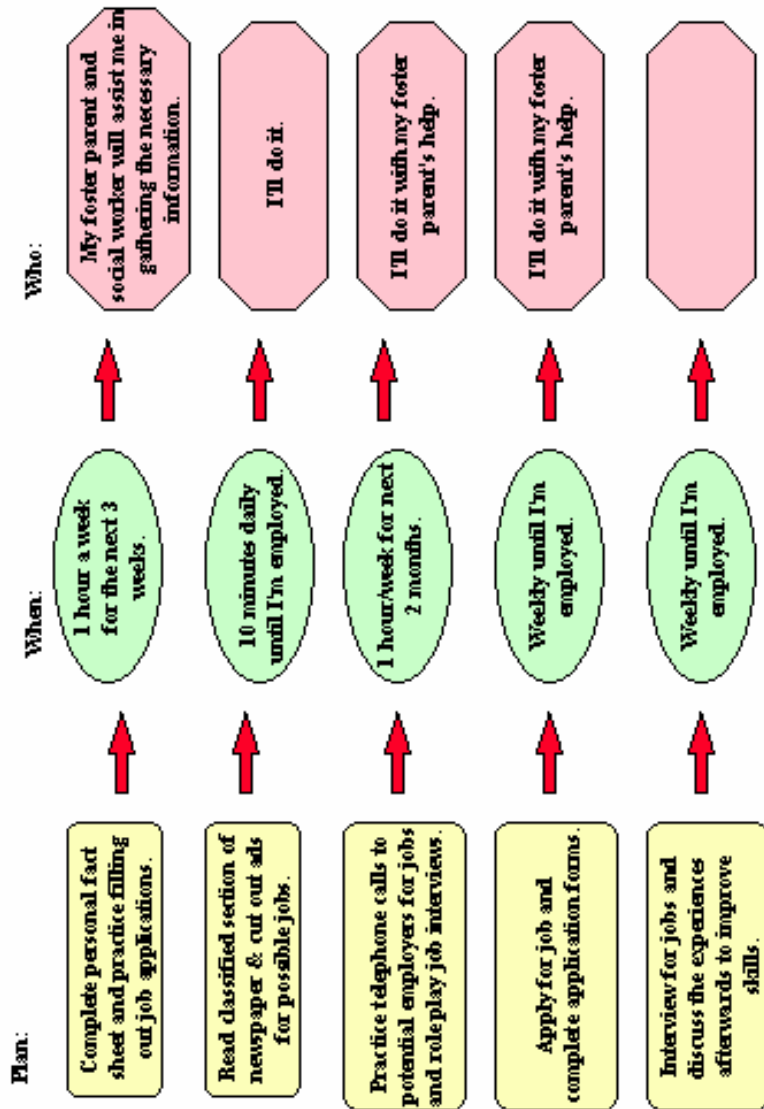 Plan:
When:
Who:
Complete personal fact
sheet and practice filling
out job applications.
1 hour a week
for the next 3
weeks.
My foster parent and
social worker will assist me in
gathering the necessary
information.
Read classified section of
newspaper & cut out ads
for possible jobs.
10 minutes daily
until I'm employed.
I'll do it.
Practice telephone calls to
potential employers for jobs
and role play job interviews.
1 hour/week for next
2 months.
I'll do it with my foster
parent's help.
Apply for job and
complete application forms.
Weekly until I'm
employed.
I'll do it with my foster
parent's help.
Interview for jobs and
discuss the experiences
afterwards to improve
skills.
Weekly until I'm
employed.